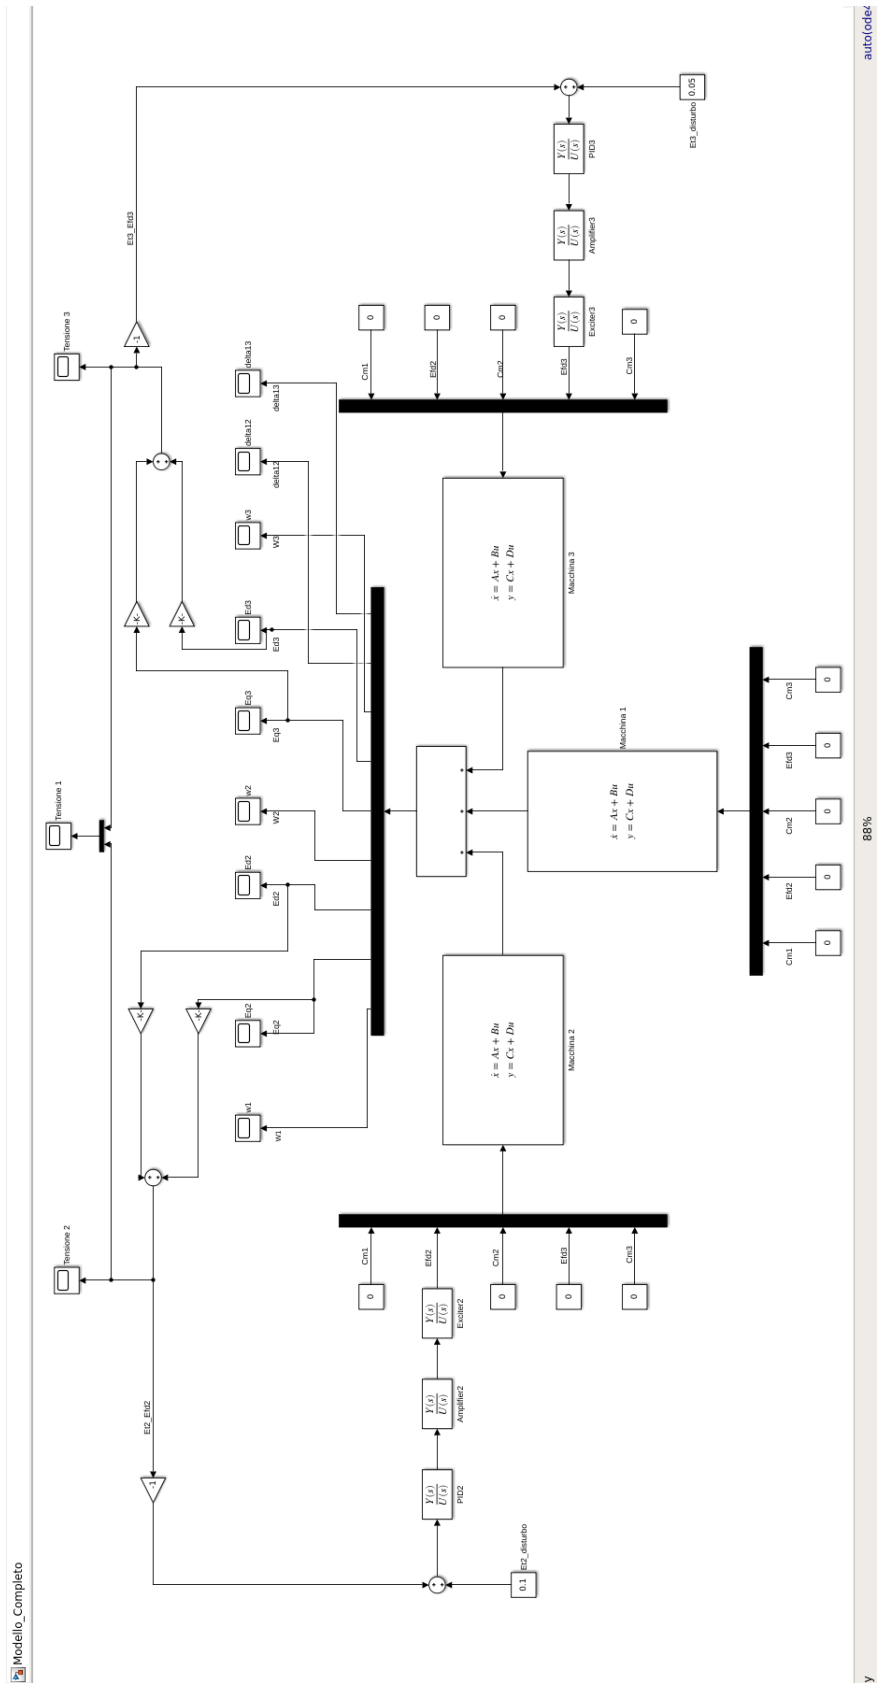 Modello_Completo
Tensione 2
Tensione 1
Tensione 3
Et2_Efd2
-1
-K-
-K-
-K-
-K-
-1
Et3_Efd3
w1
W1
Eq2
Eq2
Ed2
Ed2
w2
W2
Eq3
Eq3
Ed3
Ed3
w3
W3
delta12
delta12
delta13
delta13
0.1
Et2_disturbo
Y(s)
U(s)
PID2
Y(s)
U(s)
Amplifier2
Y(s)
U(s)
Exciter2
0
Cm1
Efd2
0
Cm2
0
Efd3
0
Cm3
ẋ = Ax + Bu
y = Cx + Du
Macchina 2
ẋ = Ax + Bu
y = Cx + Du
Macchina 1
ẋ = Ax + Bu
y = Cx + Du
Macchina 3
Cm1
0
Efd2
0
Cm2
0
Efd3
Cm3
0
Y(s)
U(s)
Exciter3
Y(s)
U(s)
Amplifier3
Y(s)
U(s)
PID3
0.05
Et3_disturbo
Cm1
Efd2
Cm2
Efd3
Cm3
0
0
0
0
0
y
88%
auto(ode4